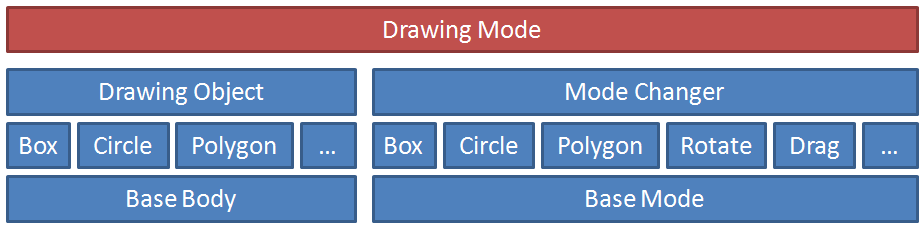 Drawing Mode
Drawing Object Mode Changer
Box Circle Polygon ... Box Circle Polygon Rotate Drag ...
Base Body Base Mode